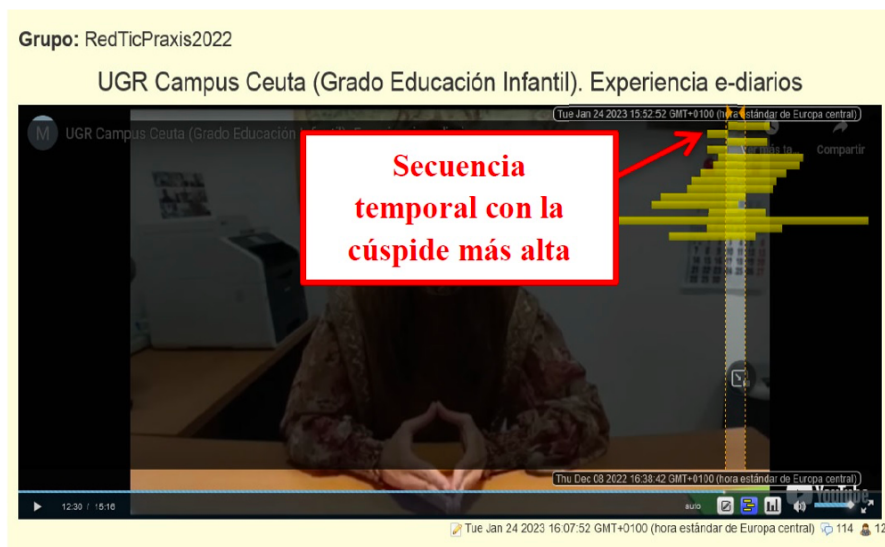 Grupo: RedTicPraxis2022
UGR Campus Ceuta (Grado Educación Infantil). Experiencia e-diarios
Tue Jan 24 2023 15:52:52 GMT+0100 (hora estándar de Europa central)
M
UGR Campus Ceuta (Grado Educación
Compartir
Secuencia
temporal con la
cúspide más alta
Thu Dec 08 2022 16:38:42 GMT+0100 (hora estándar de Europa central)
12:30 / 15:16
auto
YouTube
Tue Jan 24 2023 16:07:52 GMT+0100 (hora estándar de Europa central) 114 12